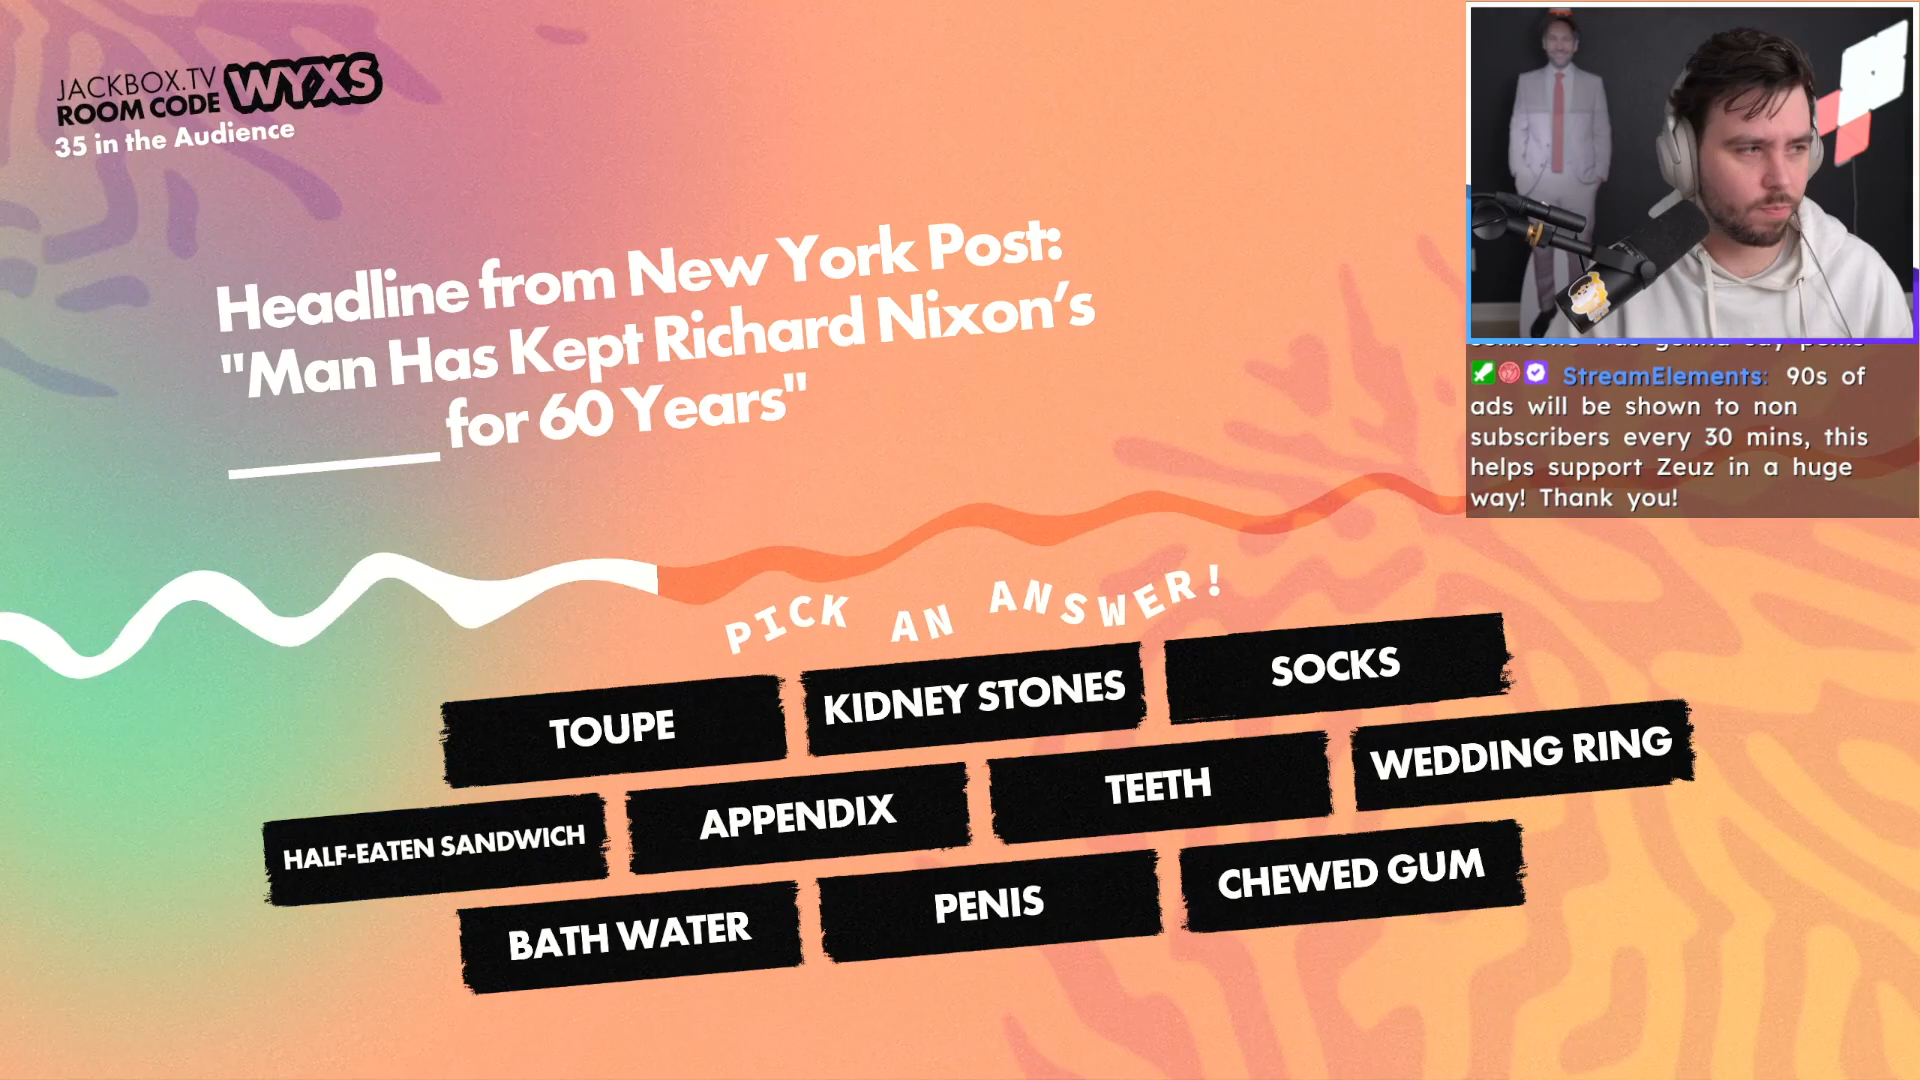 JACKBOX.TV
ROOM CODE WYXS
35 in the Audience
Headline from New York Post:
"Man Has Kept Richard Nixon’s
________ for 60 Years"
PICK AN ANSWER!
TOUPE
KIDNEY STONES
SOCKS
HALF-EATEN SANDWICH
APPENDIX
TEETH
WEDDING RING
BATH WATER
PENIS
CHEWED GUM
StreamElements: 90s of
ads will be shown to non
subscribers every 30 mins, this
helps support Zeuz in a huge
way! Thank you!